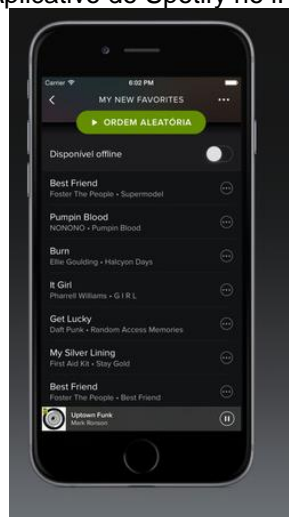 Aplicativo do Spotify no i
Carrier 6:02 PM
MY NEW FAVORITES
ORDEM ALEATÓRIA
Disponível offline
Best Friend
Foster The People • Supermodel
Pumpin Blood
NONONO • Pumpin Blood
Burn
Ellie Goulding • Halcyon Days
It Girl
Pharrell Williams • G I R L
Get Lucky
Daft Punk • Random Access Memories
My Silver Lining
First Aid Kit • Stay Gold
Best Friend
Foster The People • Best Friend
Uptown Funk
Mark Ronson